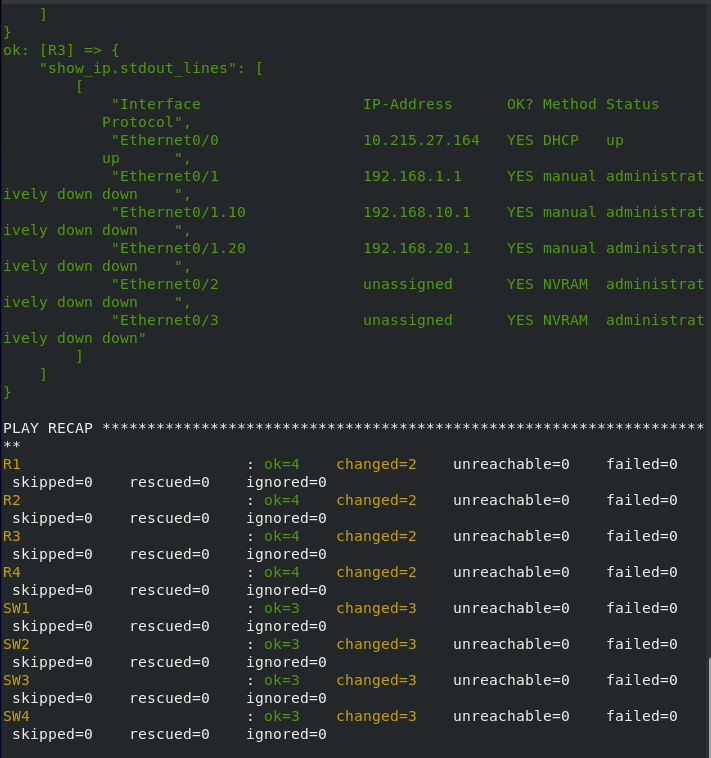 ]
}
ok: [R3] => {
    "show_ip.stdout_lines": [
        [
            "Interface                  IP-Address      OK? Method Status
           Protocol",
            "Ethernet0/0                10.215.27.164   YES DHCP   up
           up      ",
            "Ethernet0/1                192.168.1.1     YES manual administrat
ively down down    ",
            "Ethernet0/1.10             192.168.10.1    YES manual administrat
ively down down    ",
            "Ethernet0/1.20             192.168.20.1    YES manual administrat
ively down down    ",
            "Ethernet0/2                unassigned      YES NVRAM  administrat
ively down down    ",
            "Ethernet0/3                unassigned      YES NVRAM  administrat
ively down down"
        ]
    ]
}

PLAY RECAP *******************************************************************
**
R1                         : ok=4    changed=2    unreachable=0    failed=0
 skipped=0    rescued=0    ignored=0
R2                         : ok=4    changed=2    unreachable=0    failed=0
 skipped=0    rescued=0    ignored=0
R3                         : ok=4    changed=2    unreachable=0    failed=0
 skipped=0    rescued=0    ignored=0
R4                         : ok=4    changed=2    unreachable=0    failed=0
 skipped=0    rescued=0    ignored=0
SW1                        : ok=3    changed=3    unreachable=0    failed=0
 skipped=0    rescued=0    ignored=0
SW2                        : ok=3    changed=3    unreachable=0    failed=0
 skipped=0    rescued=0    ignored=0
SW3                        : ok=3    changed=3    unreachable=0    failed=0
 skipped=0    rescued=0    ignored=0
SW4                        : ok=3    changed=3    unreachable=0    failed=0
 skipped=0    rescued=0    ignored=0